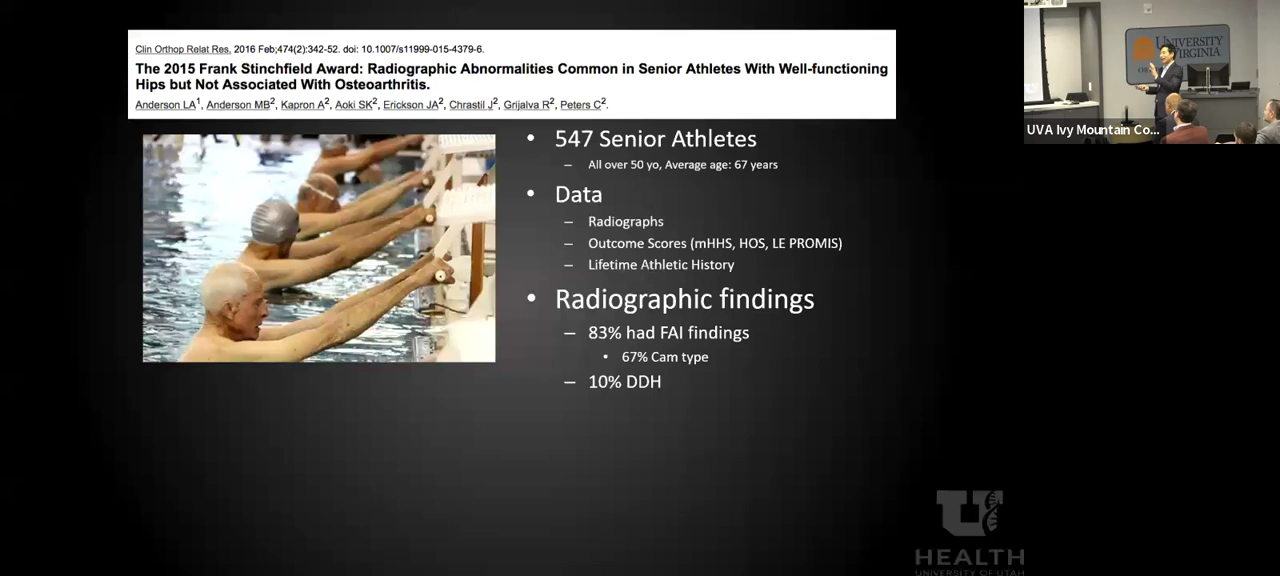 Clin Orthop Relat Res. 2016 Feb;474(2):342-52. doi: 10.1007/s11999-015-4379-6.
The 2015 Frank Stinchfield Award: Radiographic Abnormalities Common in Senior Athletes With Well-functioning
Hips but Not Associated With Osteoarthritis.
Anderson LA1, Anderson MB2, Kapron A2, Aoki SK2, Erickson JA2, Chrastil J2, Grijalva R2, Peters C2.
• 547 Senior Athletes
– All over 50 yo, Average age: 67 years
• Data
– Radiographs
– Outcome Scores (mHHS, HOS, LE PROMIS)
– Lifetime Athletic History
• Radiographic findings
– 83% had FAI findings
• 67% Cam type
– 10% DDH
U
HEALTH
UNIVERSITY OF UTAH
UNIVERSITY
VIRGINIA
UVA Ivy Mountain Co...